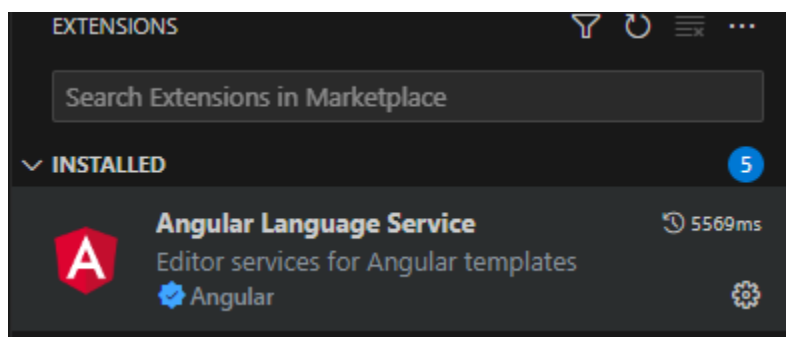 EXTENSIONS
Search Extensions in Marketplace
INSTALLED 5
Angular Language Service 5569ms
Editor services for Angular templates
Angular